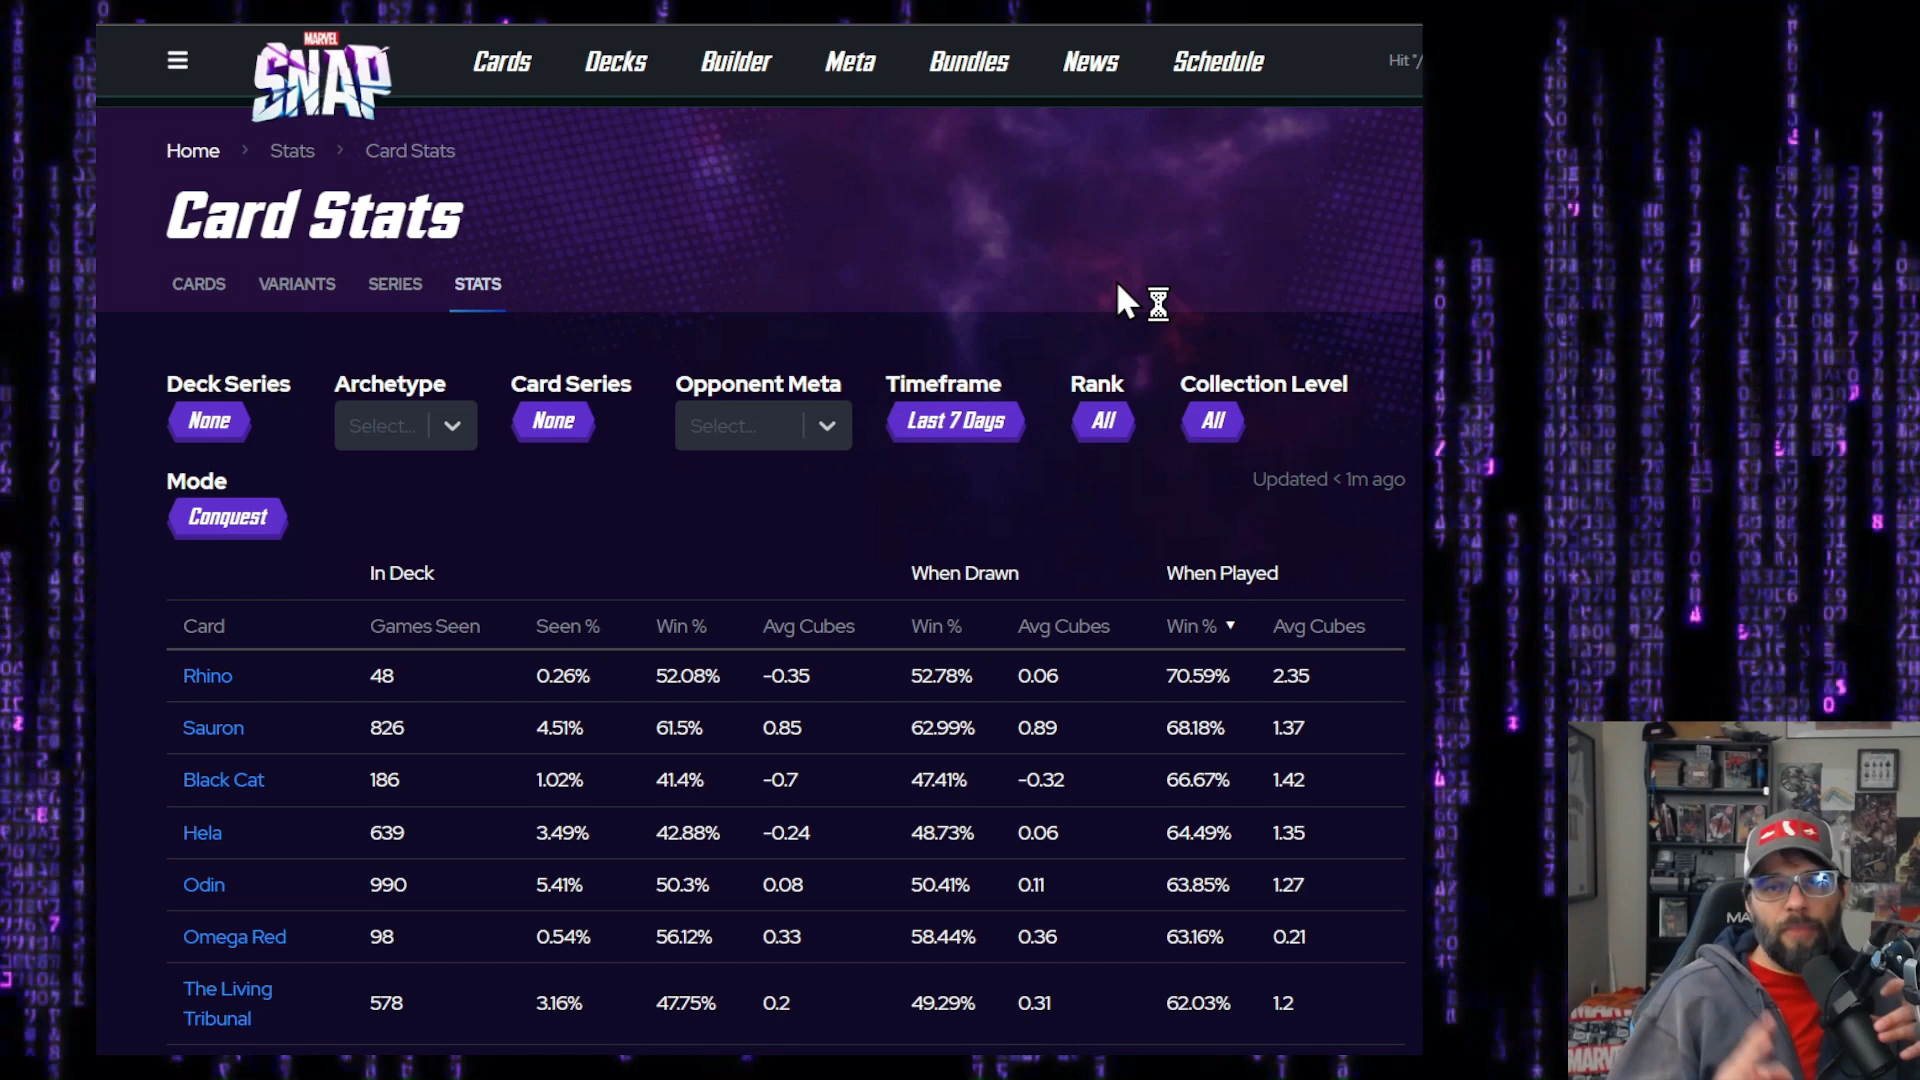 MARVEL
SNAP
Cards Decks Builder Meta Bundles News Schedule Hit "/
Home > Stats > Card Stats
Card Stats
CARDS VARIANTS SERIES STATS
Deck Series Archetype Card Series Opponent Meta Timeframe Rank Collection Level
None Select... None Select... Last 7 Days All All
Mode Updated < 1m ago
Conquest
In Deck When Drawn When Played
Card Games Seen Seen % Win % Avg Cubes Win % Avg Cubes Win % ▼ Avg Cubes
Rhino 48 0.26% 52.08% -0.35 52.78% 0.06 70.59% 2.35
Sauron 826 4.51% 61.5% 0.85 62.99% 0.89 68.18% 1.37
Black Cat 186 1.02% 41.4% -0.7 47.41% -0.32 66.67% 1.42
Hela 639 3.49% 42.88% -0.24 48.73% 0.06 64.49% 1.35
Odin 990 5.41% 50.3% 0.08 50.41% 0.11 63.85% 1.27
Omega Red 98 0.54% 56.12% 0.33 58.44% 0.36 63.16% 0.21
The Living
Tribunal 578 3.16% 47.75% 0.2 49.29% 0.31 62.03% 1.2